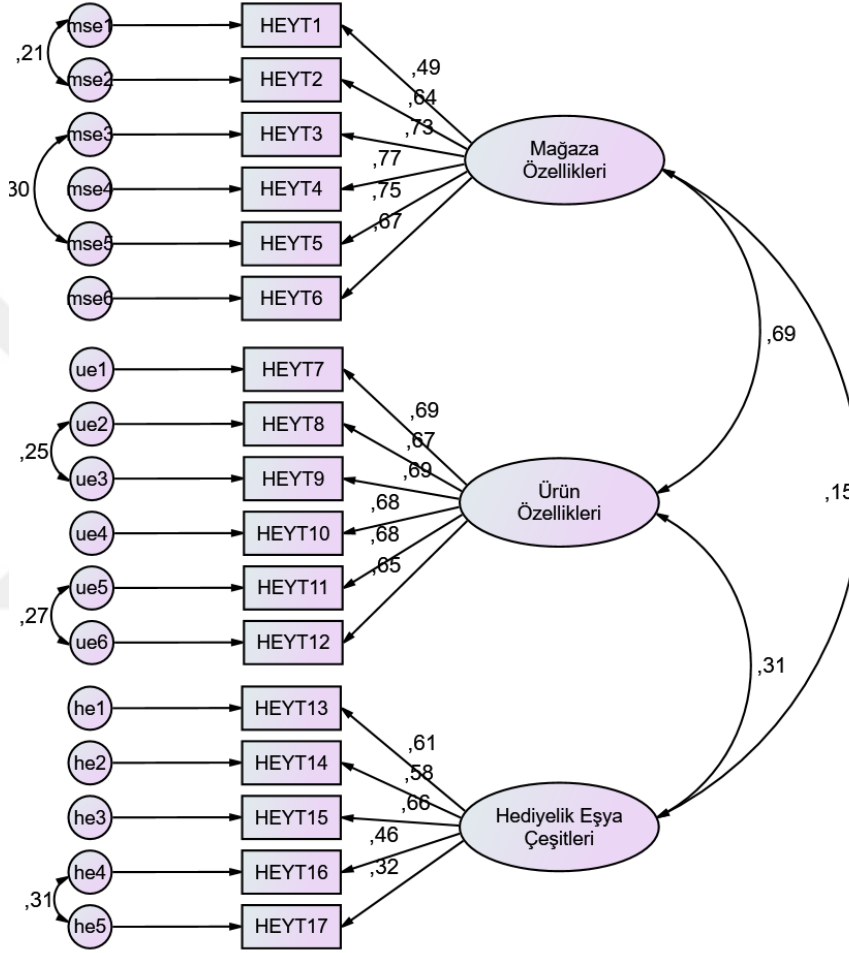 mse1
HEYT1
,21
,49
mse2
HEYT2
,64
mse3
HEYT3
,73
Mağaza
Özellikleri
,77
30
mse4
HEYT4
,75
mse5
HEYT5
,67
mse6
HEYT6
,69
ue1
HEYT7
,69
ue2
HEYT8
,67
,25
ue3
HEYT9
,69
Ürün
Özellikleri
,15
,68
ue4
HEYT10
,68
,65
ue5
HEYT11
,27
ue6
HEYT12
,31
he1
HEYT13
,61
he2
HEYT14
,58
,66
he3
HEYT15
Hediyelik Eşya
Çeşitleri
,46
he4
HEYT16
,32
,31
he5
HEYT17